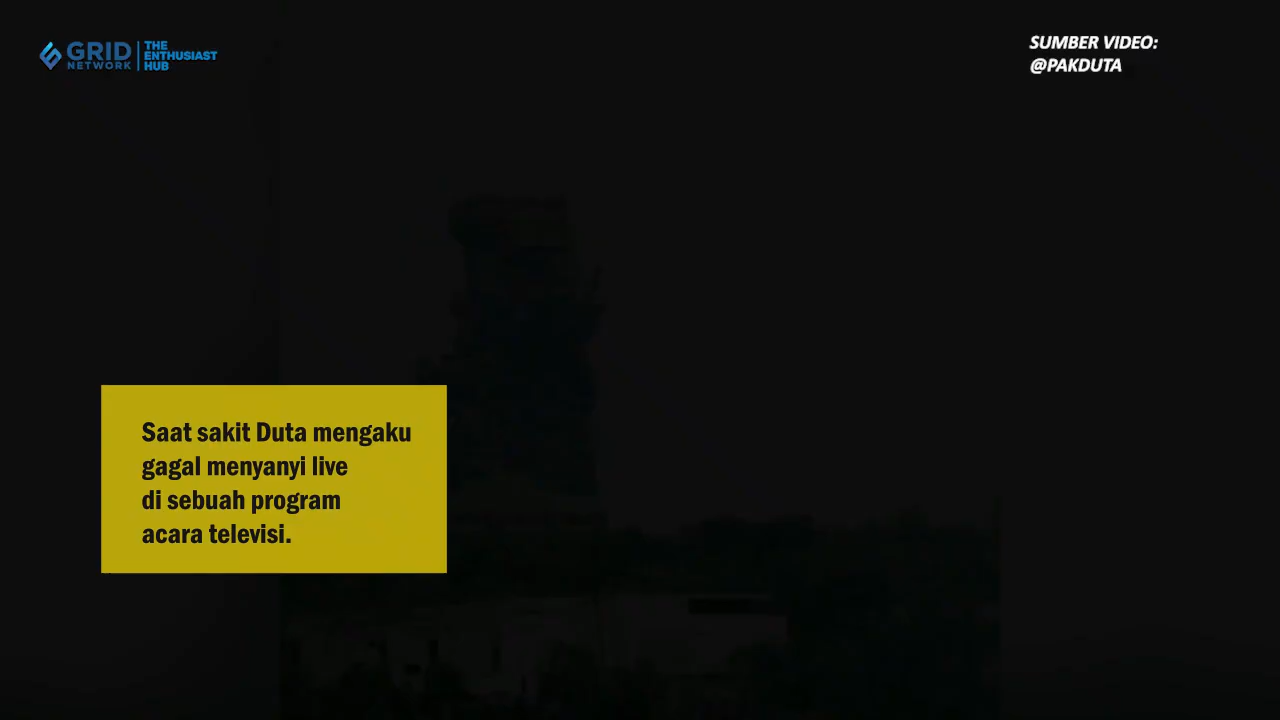 GRID
NETWORK
THE
ENTHUSIAST
HUB
SUMBER VIDEO:
@PAKDUTA
Saat sakit Duta mengaku
gagal menyanyi live
di sebuah program
acara televisi.